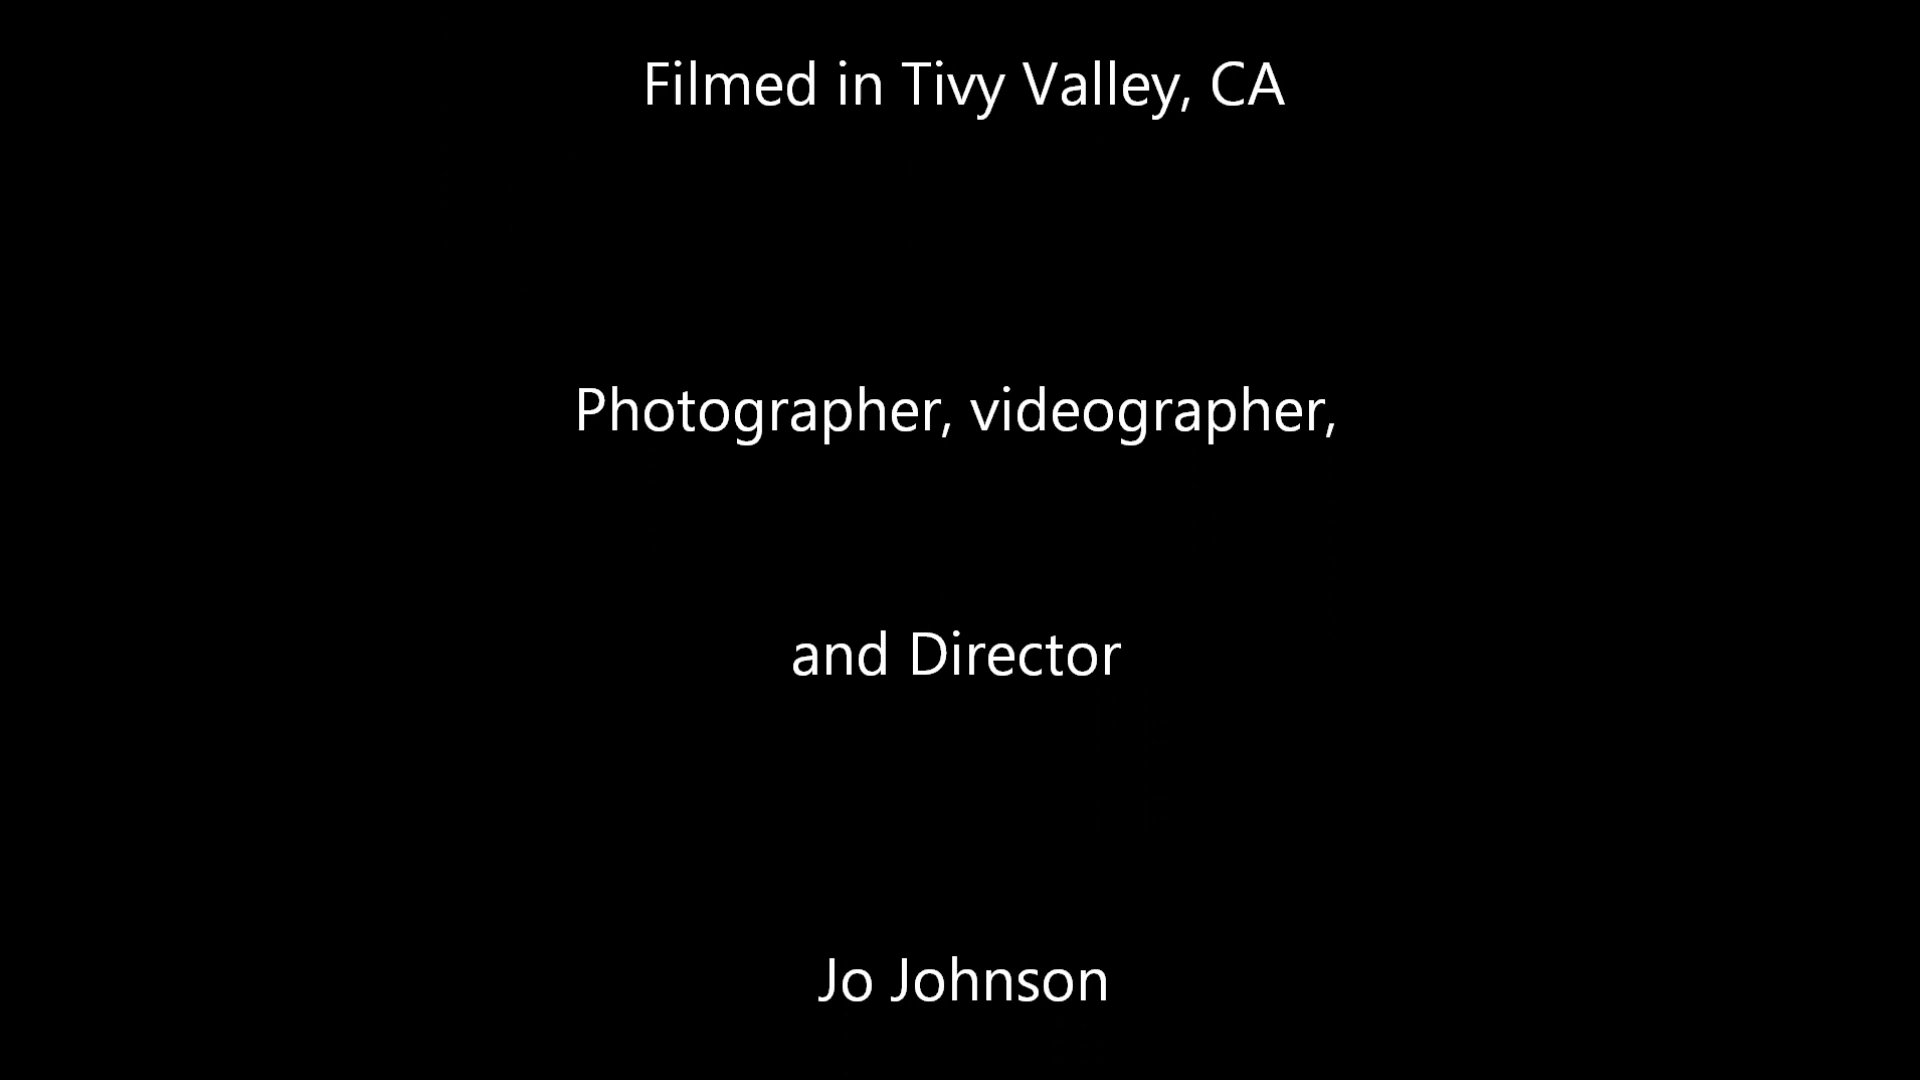 Filmed in Tivy Valley, CA
Photographer, videographer,
and Director
Jo Johnson